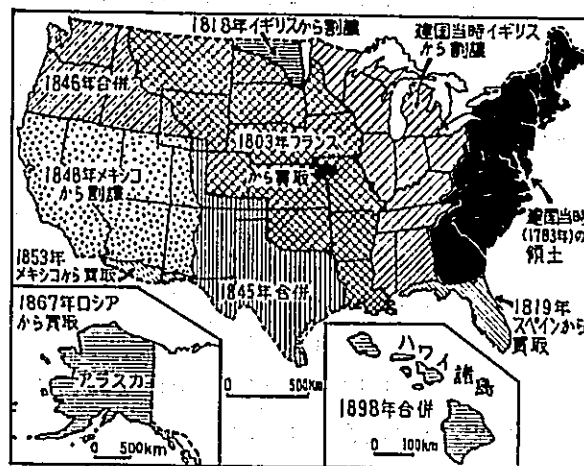 1818年イギリスから割譲
建国当時イギリス
から割譲
1846年合併
1803年フランス
から買取
1848年メキシコ
から割譲
建国当時
(1783年)の
領土
1853年
メキシコから買取
1845年合併
1819年
スペインから
買取
1867年ロシア
から買取
アラスカ
0 500km
0 500km
ハワイ諸島
1898年合併
0 100km